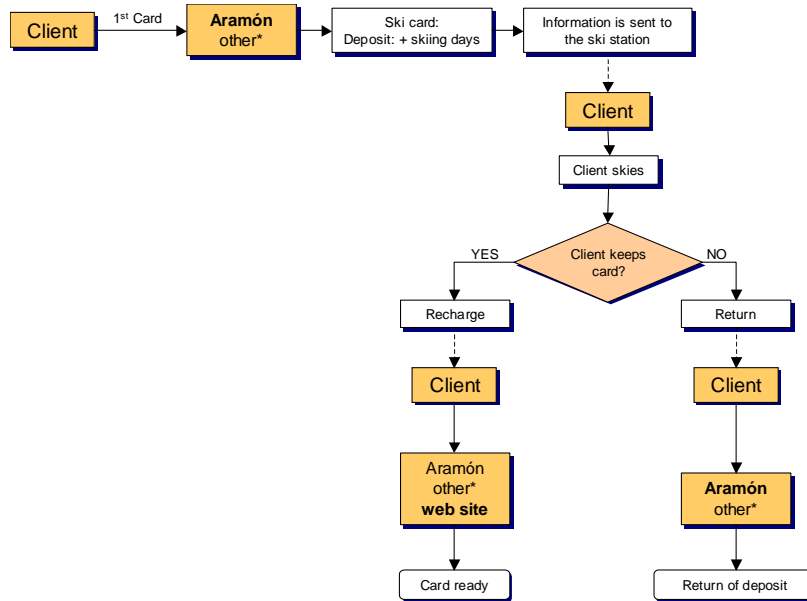 Client
1st Card
Aramón
other*
Ski card:
Deposit: + skiing days
Information is sent to
the ski station
Client
Client skies
Client keeps
card?
YES
NO
Recharge
Return
Client
Client
Aramón
other*
web site
Aramón
other*
Card ready
Return of deposit